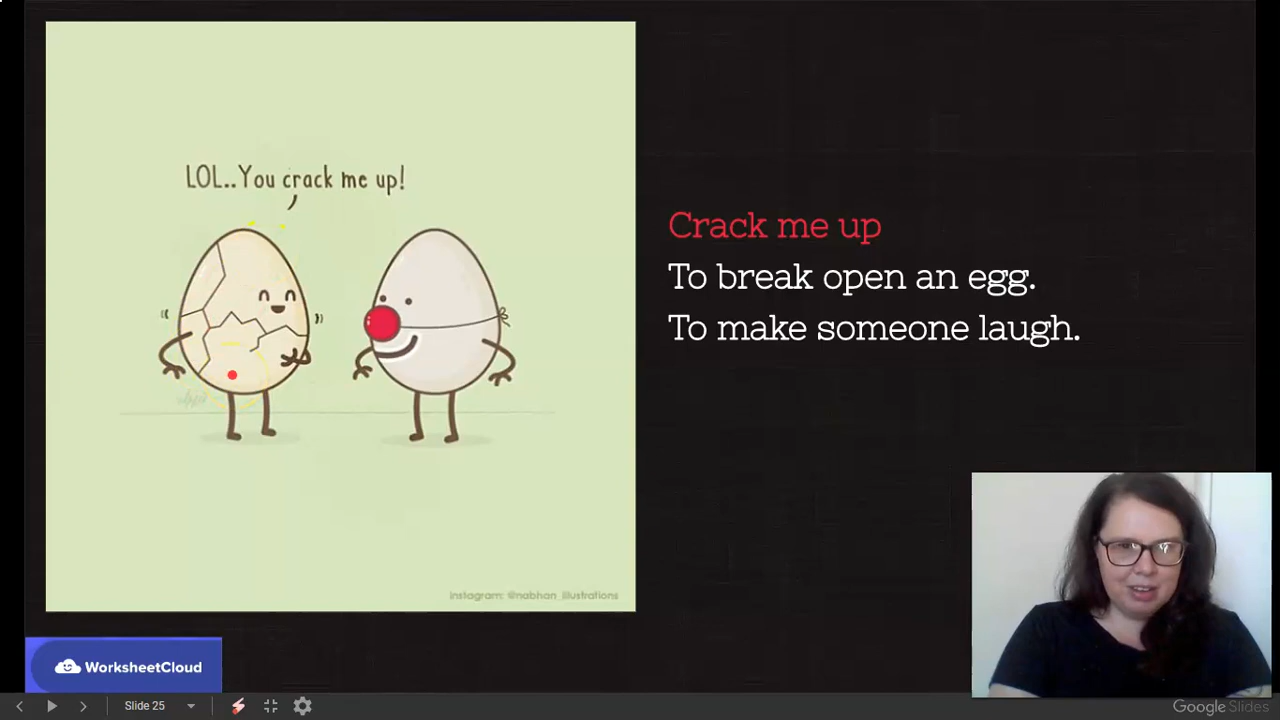 LOL..You crack me up!
Crack me up
To break open an egg.
To make someone laugh.
instagram: @nabhan_illustrations
WorksheetCloud
Slide 25
Google Slides